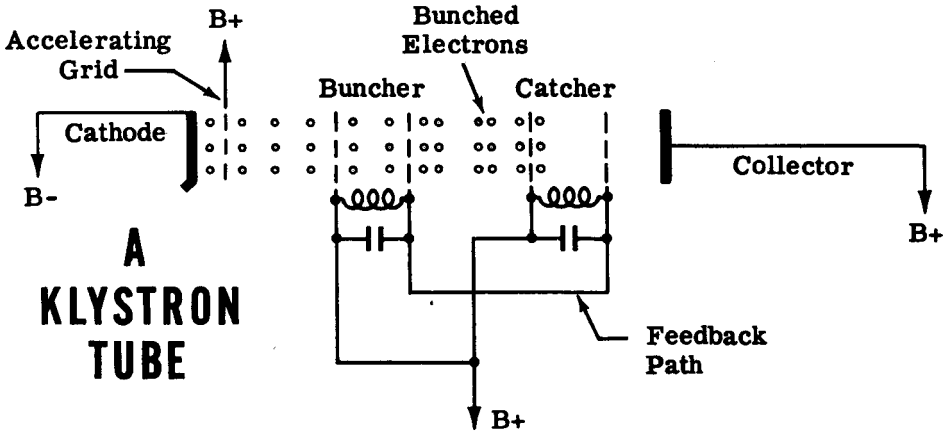 B+
Accelerating
Grid
Bunched
Electrons
Buncher
Catcher
Cathode
Collector
B-
B+
A
KLYSTRON
TUBE
Feedback
Path
B+